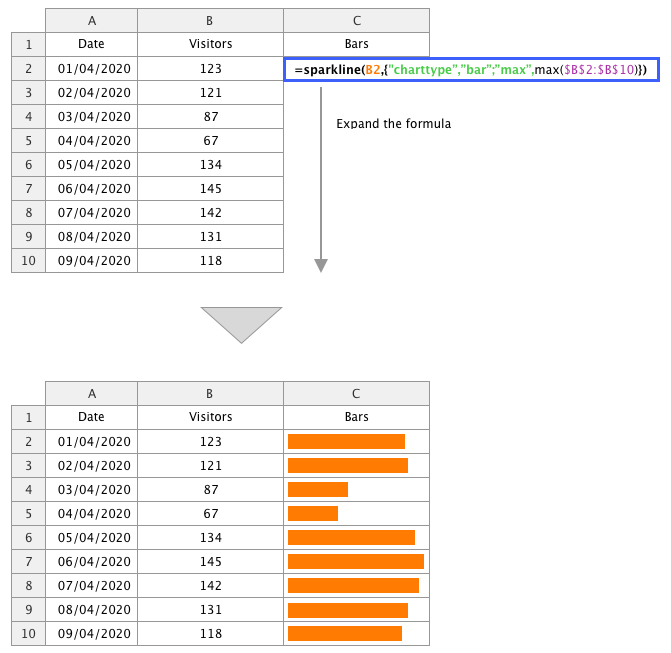 A B C
1 Date Visitors Bars
2 01/04/2020 123 =sparkline(B2,{"charttype","bar";"max",max($B$2:$B$10)})
3 02/04/2020 121
4 03/04/2020 87
Expand the formula
5 04/04/2020 67
6 05/04/2020 134
7 06/04/2020 145
8 07/04/2020 142
9 08/04/2020 131
10 09/04/2020 118
A B C
1 Date Visitors Bars
2 01/04/2020 123
3 02/04/2020 121
4 03/04/2020 87
5 04/04/2020 67
6 05/04/2020 134
7 06/04/2020 145
8 07/04/2020 142
9 08/04/2020 131
10 09/04/2020 118